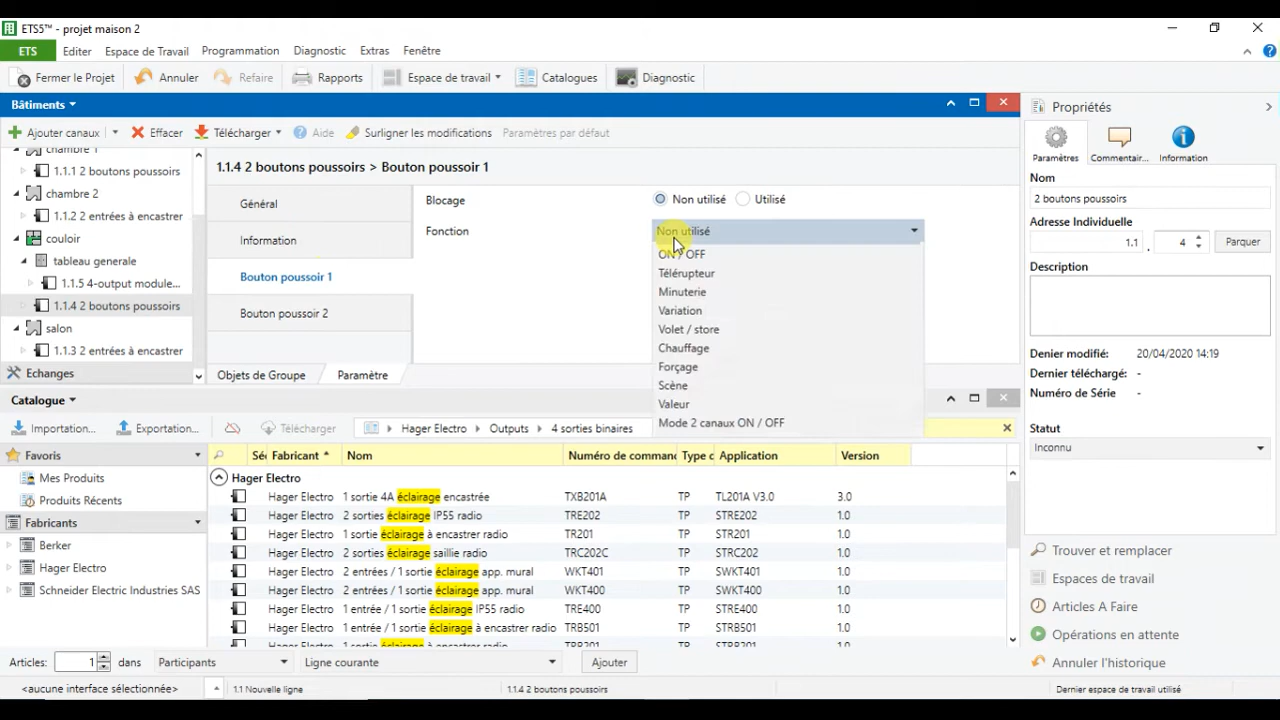 ETS5™ - projet maison 2
ETS Editer Espace de Travail Programmation Diagnostic Extras Fenêtre
Fermer le Projet Annuler Refaire Rapports Espace de travail Catalogues Diagnostic
Bâtiments
Ajouter canaux Effacer Télécharger Aide Surligner les modifications Paramètres par défaut
chambre 1
1.1.1 2 boutons poussoirs
chambre 2
1.1.2 2 entrées à encastrer
couloir
tableau generale
1.1.5 4-output module...
1.1.4 2 boutons poussoirs
salon
1.1.3 2 entrées à encastrer
Echanges
1.1.4 2 boutons poussoirs > Bouton poussoir 1
Général
Information
Bouton poussoir 1
Bouton poussoir 2
Objets de Groupe Paramètre
Blocage Non utilisé Utilisé
Fonction Non utilisé
ON / OFF
Télérupteur
Minuterie
Variation
Volet / store
Chauffage
Forçage
Scène
Valeur
Mode 2 canaux ON / OFF
Propriétés
Paramètres Commentair... Information
Nom
2 boutons poussoirs
Adresse Individuelle
1.1 . 4 Parquer
Description
Denier modifié: 20/04/2020 14:19
Denier téléchargé: -
Numéro de Série: -
Statut
Inconnu
Trouver et remplacer
Espaces de travail
Articles A Faire
Opérations en attente
Annuler l'historique
Catalogue
Importation... Exportation... Télécharger Hager Electro Outputs 4 sorties binaires
Favoris
Mes Produits
Produits Récents
Fabricants
Berker
Hager Electro
Schneider Electric Industries SAS
Sé Fabricant Nom Numéro de command Type c Application Version
Hager Electro
Hager Electro 1 sortie 4A éclairage encastrée TXB201A TP TL201A V3.0 3.0
Hager Electro 2 sorties éclairage IP55 radio TRE202 TP STRE202 1.0
Hager Electro 1 sortie éclairage à encastrer radio TR201 TP STR201 1.0
Hager Electro 2 sorties éclairage saillie radio TRC202C TP STRC202 1.0
Hager Electro 2 entrées / 1 sortie éclairage app. mural WKT401 TP SWKT401 1.0
Hager Electro 2 entrées / 1 sortie éclairage app. mural WKT400 TP SWKT400 1.0
Hager Electro 1 entrée / 1 sortie éclairage IP55 radio TRE400 TP STRE400 1.0
Hager Electro 1 entrée / 1 sortie éclairage à encastrer radio TRB501 TP STRB501 1.0
Articles: 1 dans Participants Ligne courante Ajouter
<aucune interface sélectionnée> 1.1 Nouvelle ligne 1.1.4 2 boutons poussoirs Dernier espace de travail utilisé